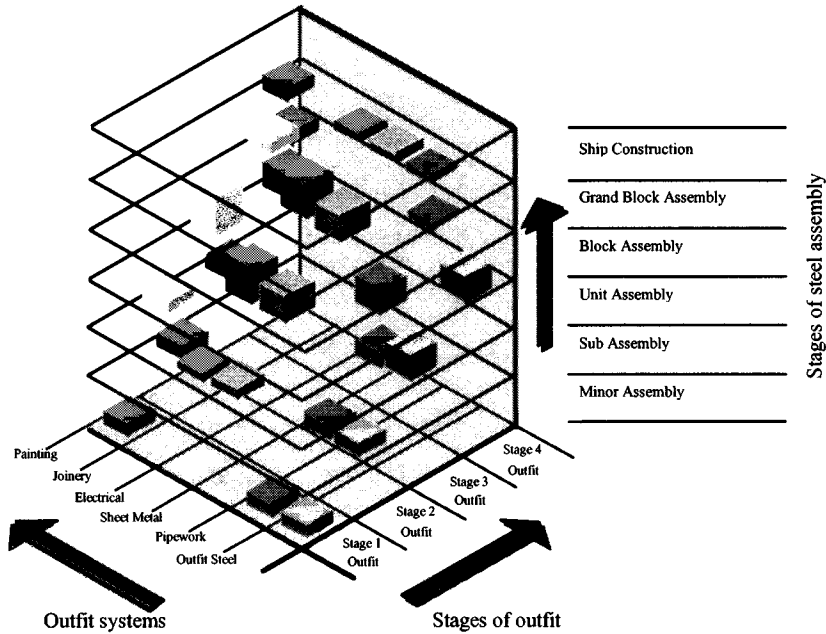 Ship Construction
Grand Block Assembly
Block Assembly
Unit Assembly
Sub Assembly
Minor Assembly
Stages of steel assembly
Painting
Joinery
Electrical
Sheet Metal
Pipework
Outfit Steel
Stage 4
Outfit
Stage 3
Outfit
Stage 2
Outfit
Stage 1
Outfit
Outfit systems
Stages of outfit